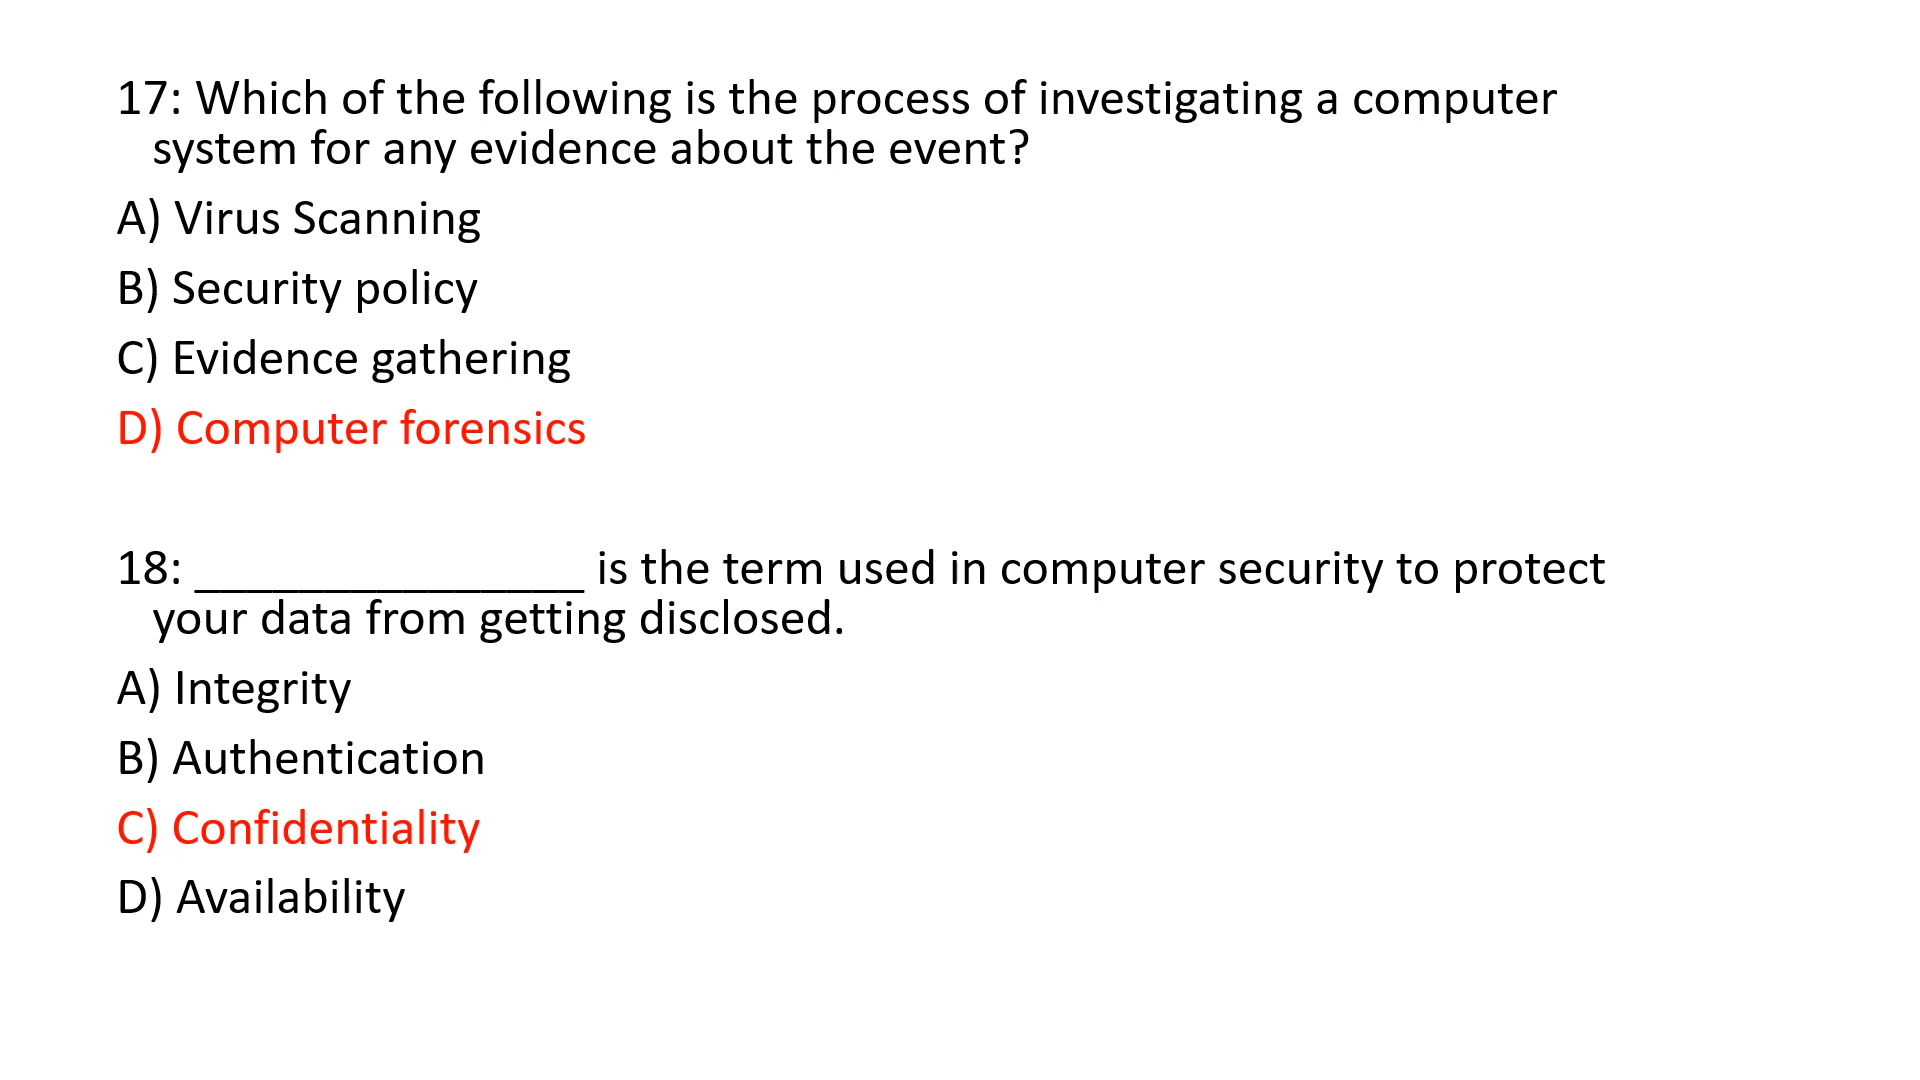 17: Which of the following is the process of investigating a computer
system for any evidence about the event?
A) Virus Scanning
B) Security policy
C) Evidence gathering
D) Computer forensics
18: _______________ is the term used in computer security to protect
your data from getting disclosed.
A) Integrity
B) Authentication
C) Confidentiality
D) Availability